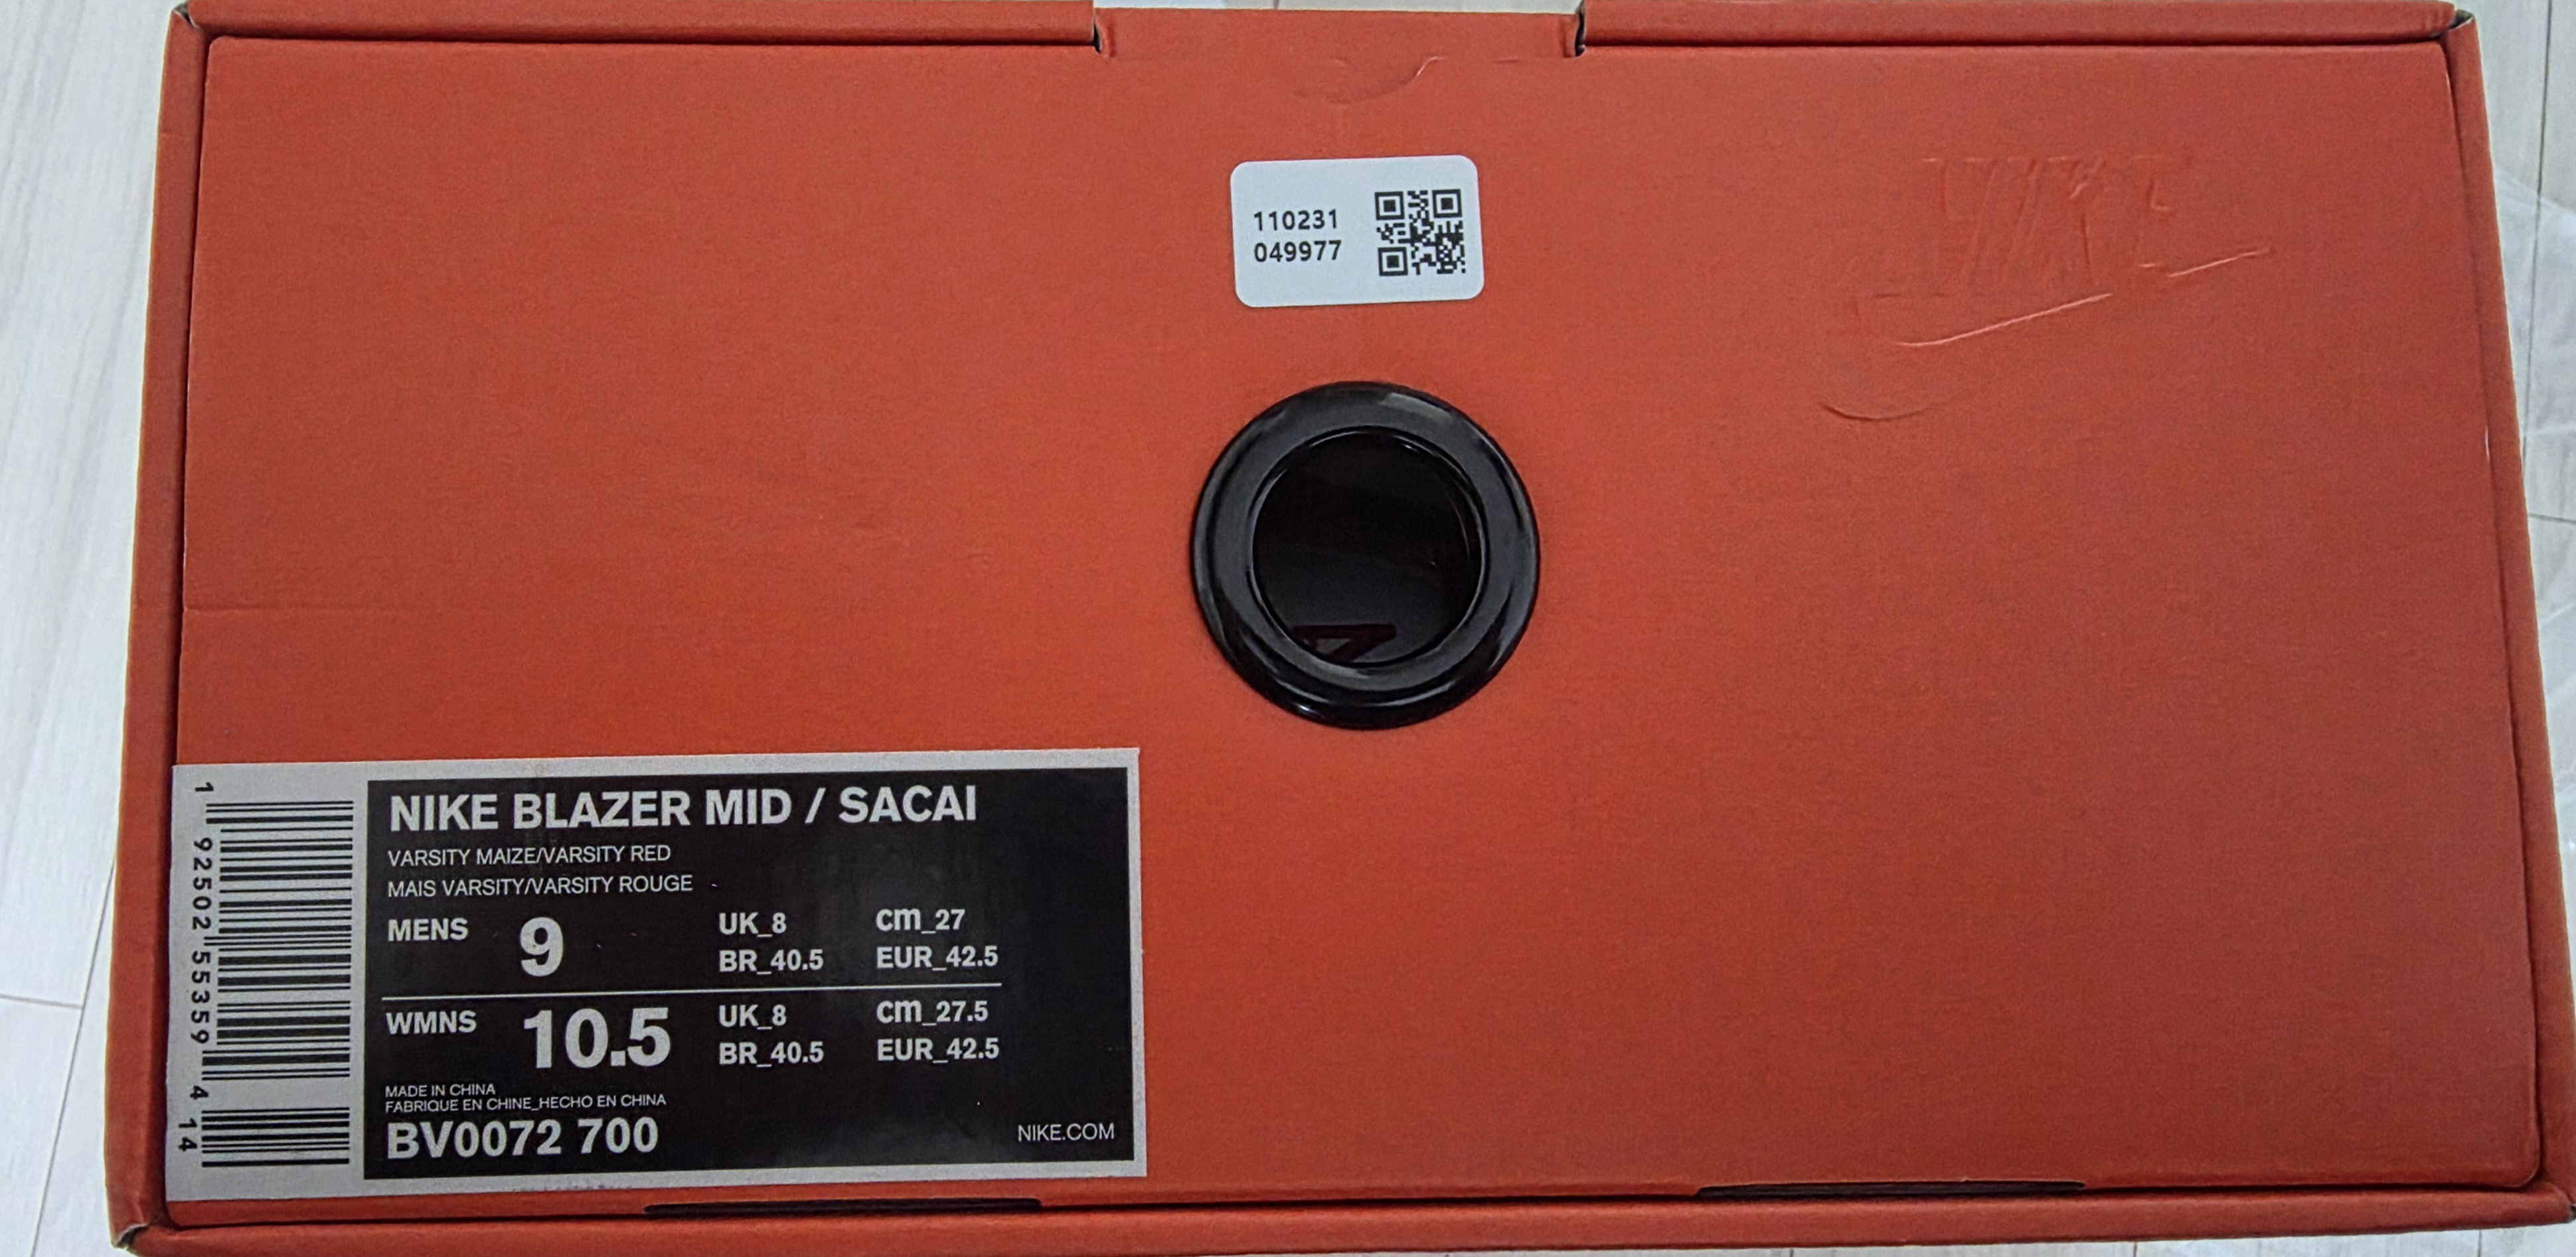 110231
049977
NIKE
NIKE BLAZER MID / SACAI
VARSITY MAIZE/VARSITY RED
MAIS VARSITY/VARSITY ROUGE
MENS 9 UK_8 cm_27
BR_40.5 EUR_42.5
WMNS 10.5 UK_8 cm_27.5
BR_40.5 EUR_42.5
MADE IN CHINA
FABRIQUE EN CHINE_HECHO EN CHINA
BV0072 700
NIKE.COM
1 92502 55359 4 14